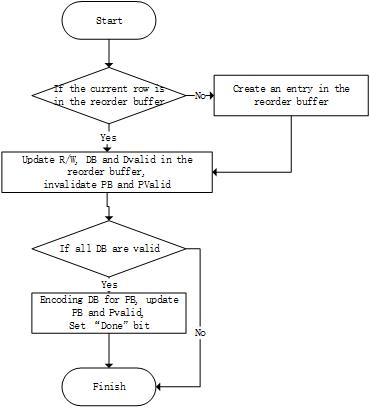 Start
If the current row is
in the reorder buffer
No
Create an entry in the
reorder buffer
Yes
Update R/W, DB and Dvalid in the
reorder buffer,
invalidate PB and PValid
If all DB are valid
Yes
Encoding DB for PB, update
PB and Pvalid,
Set “Done” bit
No
Finish